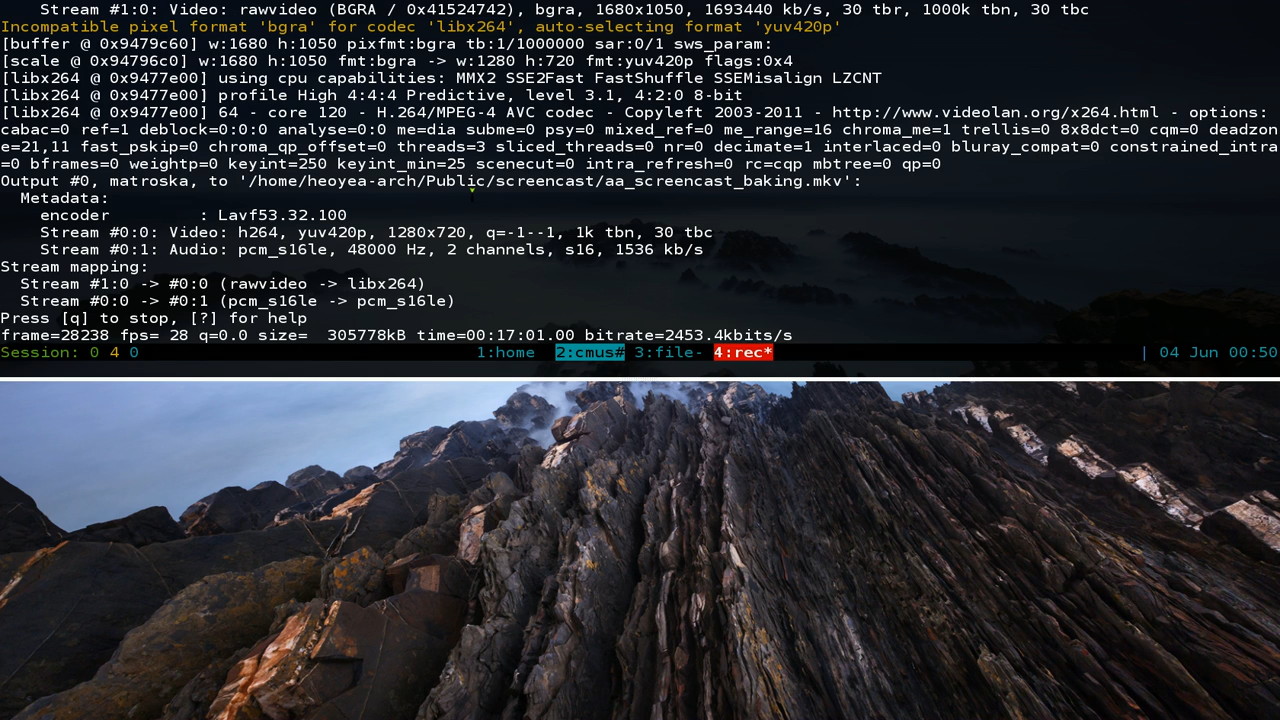 Stream #1:0: Video: rawvideo (BGRA / 0x41524742), bgra, 1680x1050, 1693440 kb/s, 30 tbr, 1000k tbn, 30 tbc
Incompatible pixel format 'bgra' for codec 'libx264', auto-selecting format 'yuv420p'
[buffer @ 0x9479c60] w:1680 h:1050 pixfmt:bgra tb:1/1000000 sar:0/1 sws_param:
[scale @ 0x94796c0] w:1680 h:1050 fmt:bgra -> w:1280 h:720 fmt:yuv420p flags:0x4
[libx264 @ 0x9477e00] using cpu capabilities: MMX2 SSE2Fast FastShuffle SSEMisalign LZCNT
[libx264 @ 0x9477e00] profile High 4:4:4 Predictive, level 3.1, 4:2:0 8-bit
[libx264 @ 0x9477e00] 64 - core 120 - H.264/MPEG-4 AVC codec - Copyleft 2003-2011 - http://www.videolan.org/x264.html - options:
cabac=0 ref=1 deblock=0:0:0 analyse=0:0 me=dia subme=0 psy=0 mixed_ref=0 me_range=16 chroma_me=1 trellis=0 8x8dct=0 cqm=0 deadzon
e=21,11 fast_pskip=0 chroma_qp_offset=0 threads=3 sliced_threads=0 nr=0 decimate=1 interlaced=0 bluray_compat=0 constrained_intra
=0 bframes=0 weightp=0 keyint=250 keyint_min=25 scenecut=0 intra_refresh=0 rc=cqp mbtree=0 qp=0
Output #0, matroska, to '/home/heoyea-arch/Public/screencast/aa_screencast_baking.mkv':
Metadata:
encoder : Lavf53.32.100
Stream #0:0: Video: h264, yuv420p, 1280x720, q=-1--1, 1k tbn, 30 tbc
Stream #0:1: Audio: pcm_s16le, 48000 Hz, 2 channels, s16, 1536 kb/s
Stream mapping:
Stream #1:0 -> #0:0 (rawvideo -> libx264)
Stream #0:0 -> #0:1 (pcm_s16le -> pcm_s16le)
Press [q] to stop, [?] for help
frame=28238 fps= 28 q=0.0 size= 305778kB time=00:17:01.00 bitrate=2453.4kbits/s
Session: 0 4 0 1:home 2:cmus# 3:file- 4:rec* | 04 Jun 00:50